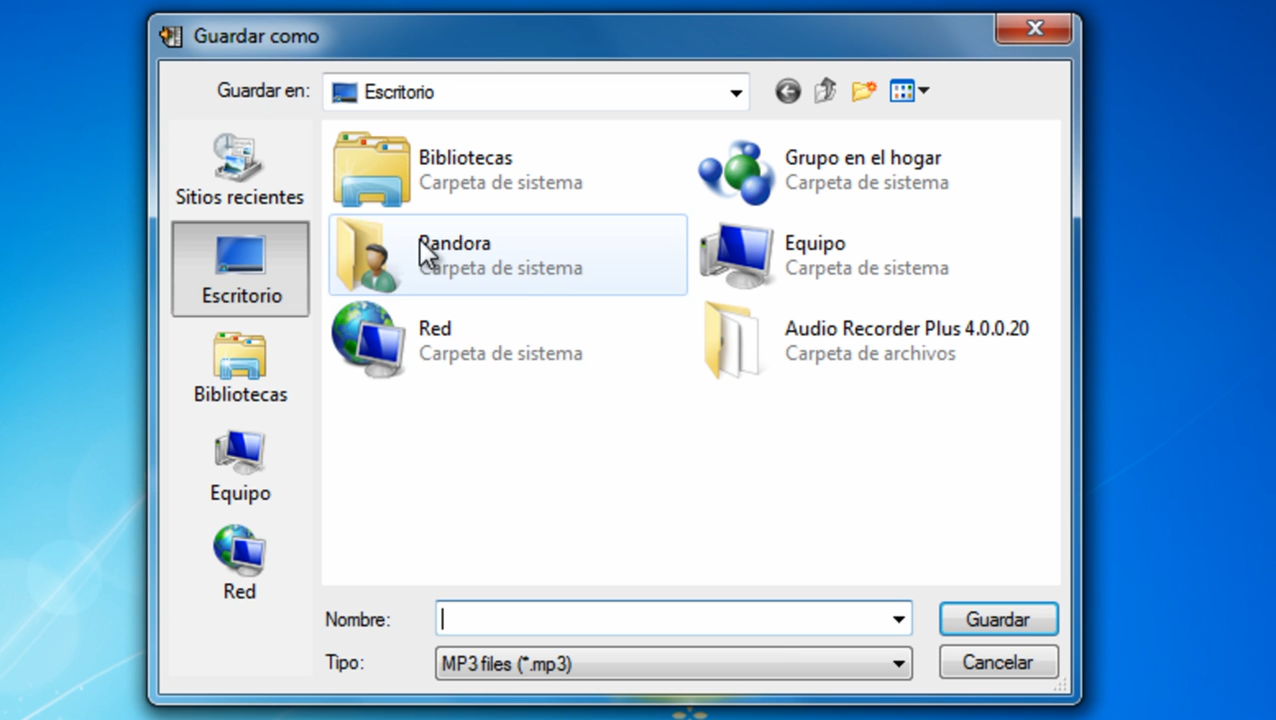 Guardar como
Guardar en:
Escritorio
Sitios recientes
Escritorio
Bibliotecas
Equipo
Red
Bibliotecas
Carpeta de sistema
Grupo en el hogar
Carpeta de sistema
Pandora
Carpeta de sistema
Equipo
Carpeta de sistema
Red
Carpeta de sistema
Audio Recorder Plus 4.0.0.20
Carpeta de archivos
Nombre:
Guardar
Tipo:
MP3 files (*.mp3)
Cancelar